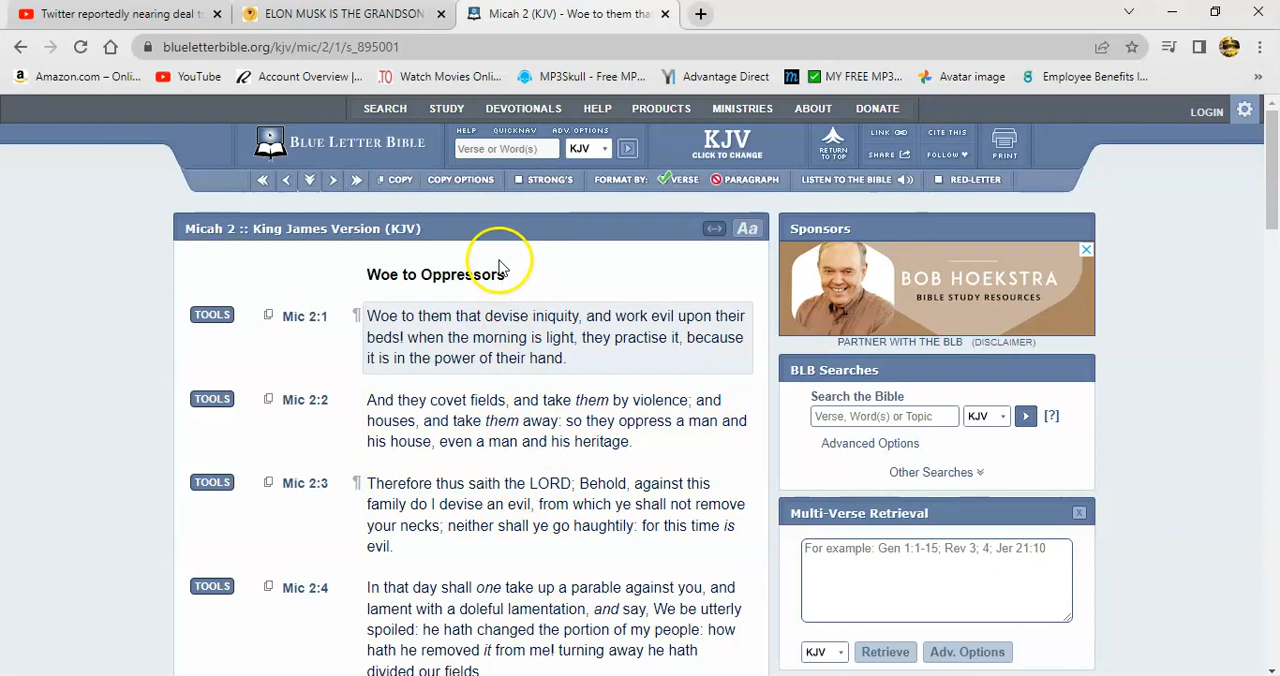 Twitter reportedly nearing deal to
ELON MUSK IS THE GRANDSON
Micah 2 (KJV) - Woe to them tha
blueletterbible.org/kjv/mic/2/1/s_895001
Amazon.com – Onli...
YouTube
Account Overview |...
Watch Movies Onli...
MP3Skull - Free MP...
Advantage Direct
MY FREE MP3...
Avatar image
Employee Benefits I...
»
SEARCH STUDY DEVOTIONALS HELP PRODUCTS MINISTRIES ABOUT DONATE
LOGIN
BLUE LETTER BIBLE
HELP QUICKNAV ADV. OPTIONS
Verse or Word(s) KJV
KJV
CLICK TO CHANGE
RETURN
TO TOP
LINK CITE THIS
SHARE FOLLOW
PRINT
COPY COPY OPTIONS STRONG'S FORMAT BY: VERSE PARAGRAPH LISTEN TO THE BIBLE RED-LETTER
Micah 2 :: King James Version (KJV)
Aa
Woe to Oppressors
TOOLS Mic 2:1 ¶ Woe to them that devise iniquity, and work evil upon their
beds! when the morning is light, they practise it, because
it is in the power of their hand.
TOOLS Mic 2:2 And they covet fields, and take them by violence; and
houses, and take them away: so they oppress a man and
his house, even a man and his heritage.
TOOLS Mic 2:3 ¶ Therefore thus saith the LORD; Behold, against this
family do I devise an evil, from which ye shall not remove
your necks; neither shall ye go haughtily: for this time is
evil.
TOOLS Mic 2:4 In that day shall one take up a parable against you, and
lament with a doleful lamentation, and say, We be utterly
spoiled: he hath changed the portion of my people: how
hath he removed it from me! turning away he hath
divided our fields.
Sponsors
BOB HOEKSTRA
BIBLE STUDY RESOURCES
PARTNER WITH THE BLB (DISCLAIMER)
BLB Searches
Search the Bible
Verse, Word(s) or Topic KJV [?]
Advanced Options
Other Searches
Multi-Verse Retrieval
X
For example: Gen 1:1-15; Rev 3; 4; Jer 21:10
KJV Retrieve Adv. Options